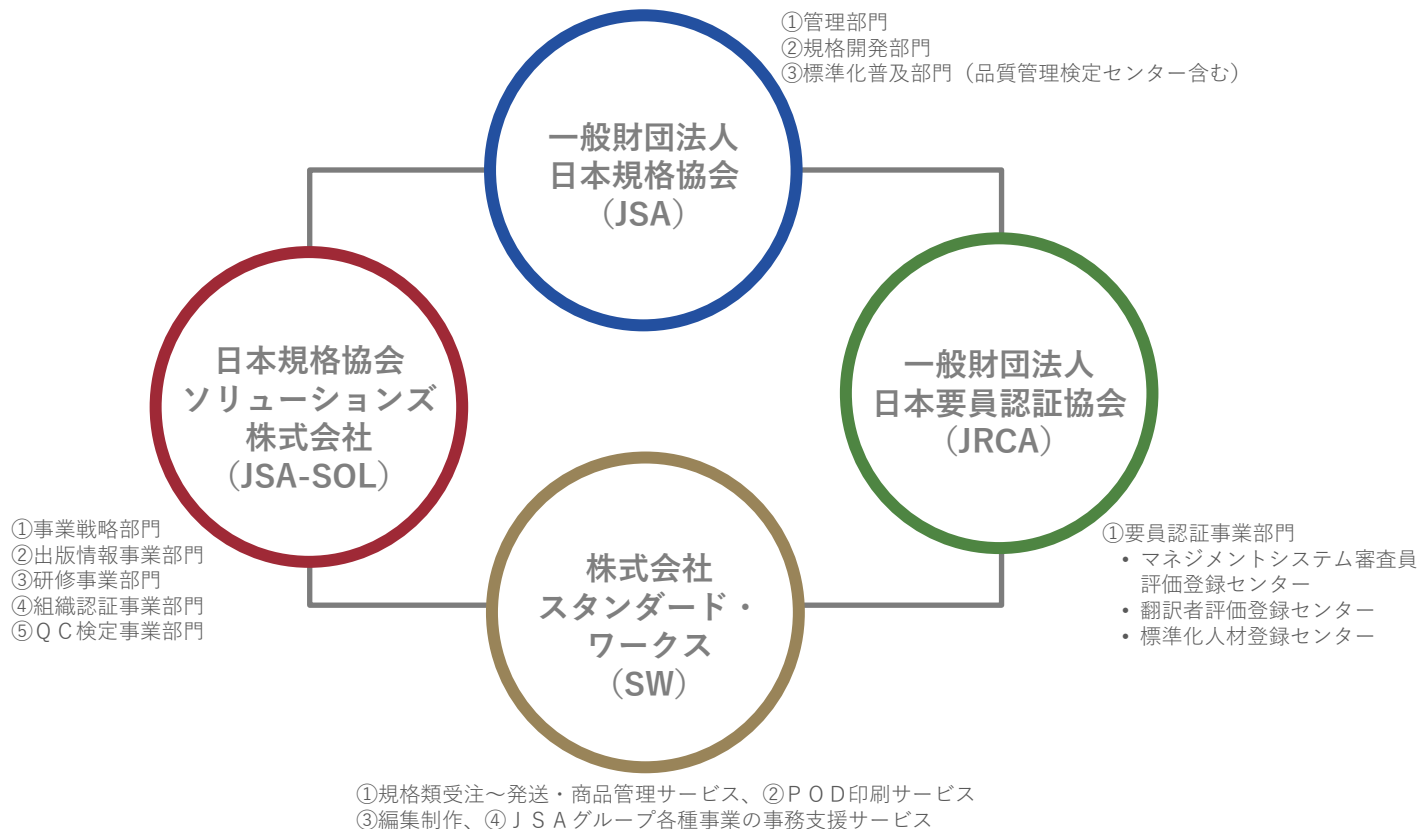 ①管理部門
②規格開発部門
③標準化普及部門（品質管理検定センター含む）
一般財団法人
日本規格協会
（JSA）
日本規格協会
ソリューションズ
株式会社
（JSA-SOL）
一般財団法人
日本要員認証協会
（JRCA）
①事業戦略部門
②出版情報事業部門
③研修事業部門
④組織認証事業部門
⑤ＱＣ検定事業部門
株式会社
スタンダード・
ワークス
（SW）
①要員認証事業部門
• マネジメントシステム審査員
評価登録センター
• 翻訳者評価登録センター
• 標準化人材登録センター
①規格類受注～発送・商品管理サービス、②ＰＯＤ印刷サービス
③編集制作、④ＪＳＡグループ各種事業の事務支援サービス